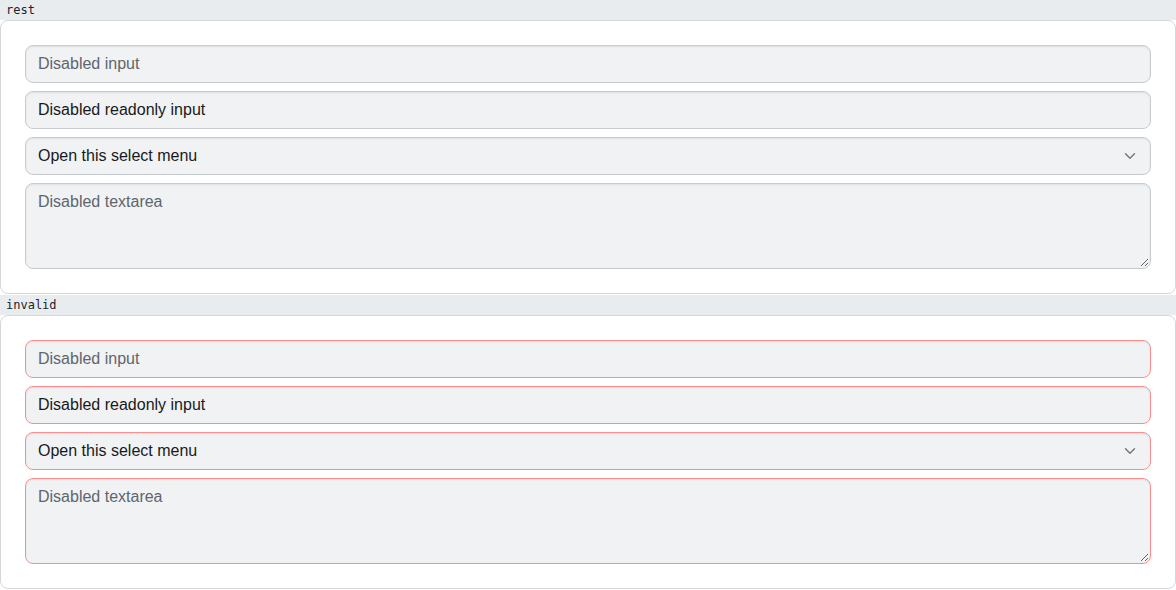 rest
Disabled input
Disabled readonly input
Open this select menu
Disabled textarea
invalid
Disabled input
Disabled readonly input
Open this select menu
Disabled textarea